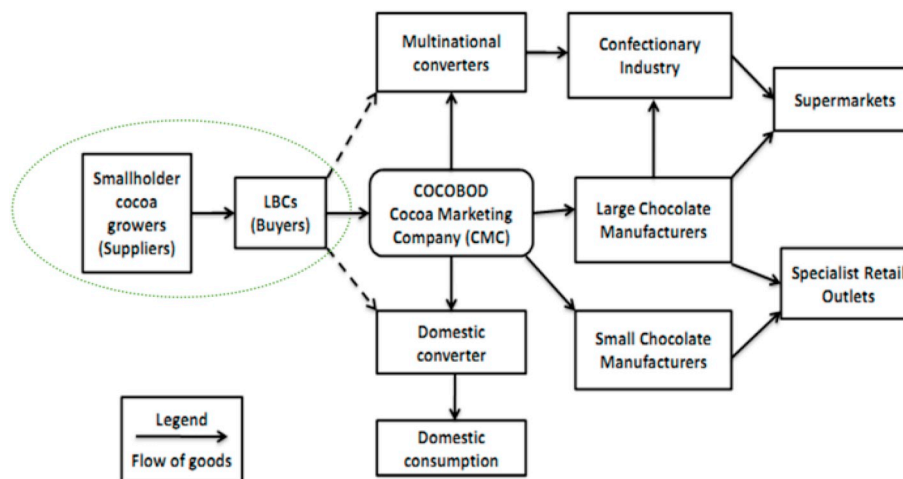 Multinational
converters
Confectionary
Industry
Supermarkets
Smallholder
cocoa
growers
(Suppliers)
LBCs
(Buyers)
COCOBOD
Cocoa Marketing
Company (CMC)
Large Chocolate
Manufacturers
Specialist Retail
Outlets
Domestic
converter
Small Chocolate
Manufacturers
Legend
Flow of goods
Domestic
consumption